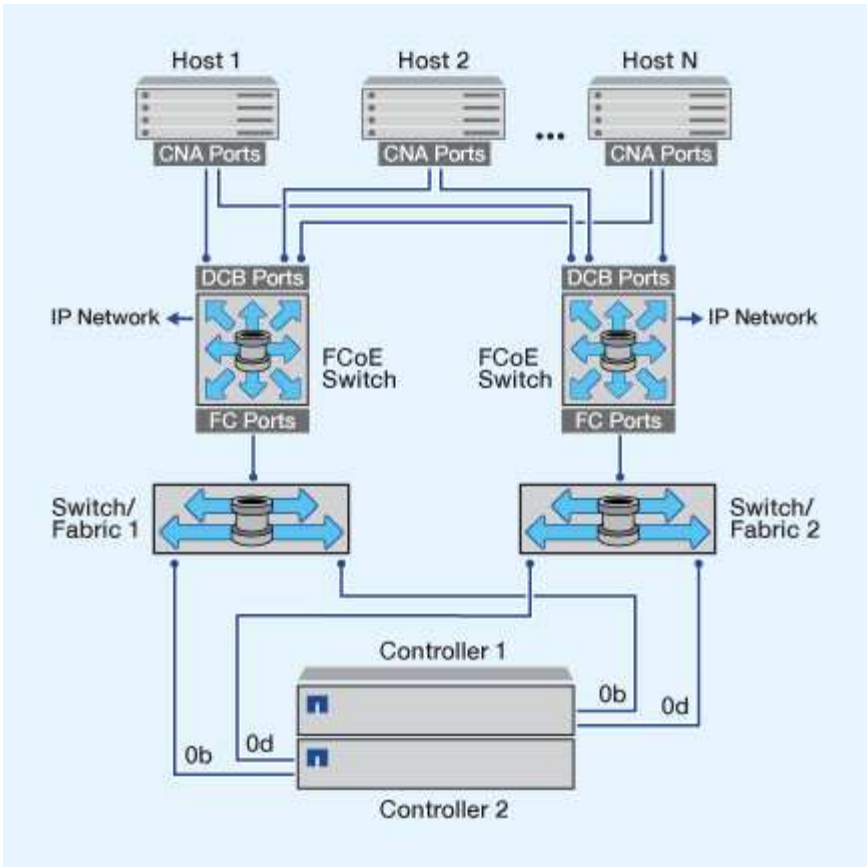 Host 1
Host 2
Host N
CNA Ports
CNA Ports
...
CNA Ports
DCB Ports
DCB Ports
IP Network
IP Network
FCoE
Switch
FCoE
Switch
FC Ports
FC Ports
Switch/
Fabric 1
Switch/
Fabric 2
Controller 1
0b
0d
0d
0b
Controller 2